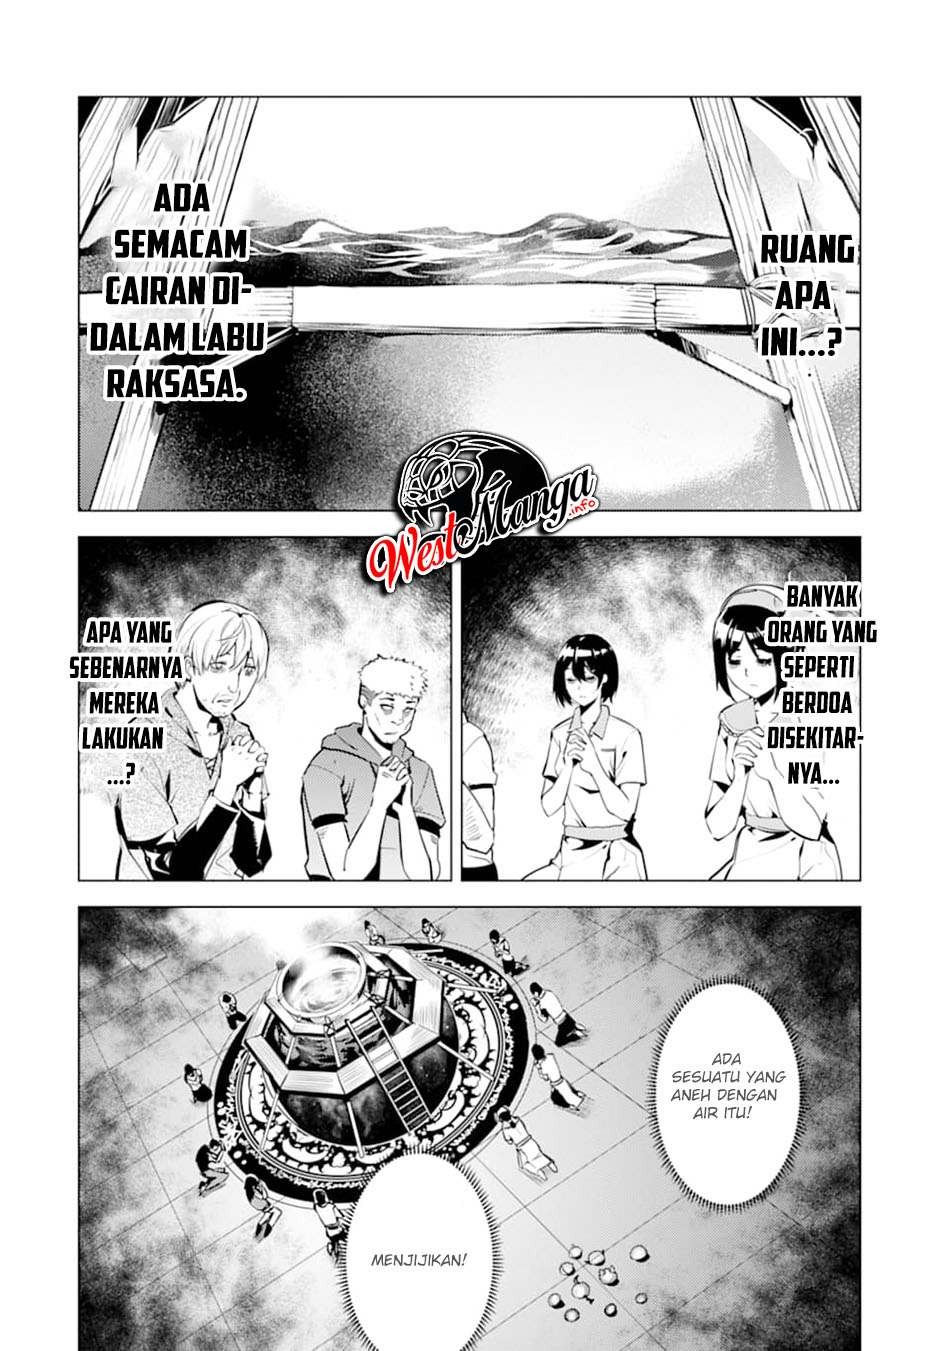 RUANG
APA
INI...?
ADA
SEMACAM
CAIRAN DI-
DALAM LABU
RAKSASA.
WestManga
.info
BANYAK
ORANG YANG
SEPERTI
BERDOA
DISEKITAR-
NYA...
APA YANG
SEBENARNYA
MEREKA
LAKUKAN
...?
ADA
SESUATU YANG
ANEH DENGAN
AIR ITU!
MENJIJIKAN!